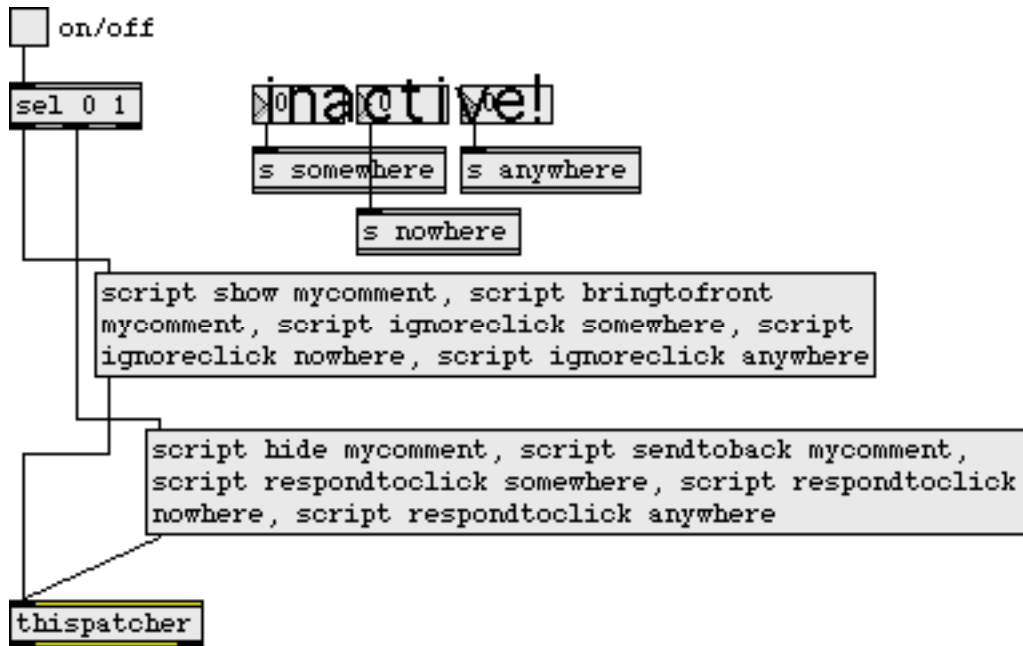 on/off
sel 0 1
inactive!
0
0
0
s somewhere
s anywhere
s nowhere
script show mycomment, script bringtofront
mycomment, script ignoreclick somewhere, script
ignoreclick nowhere, script ignoreclick anywhere
script hide mycomment, script sendtoback mycomment,
script respondtoclick somewhere, script respondtoclick
nowhere, script respondtoclick anywhere
thispatcher